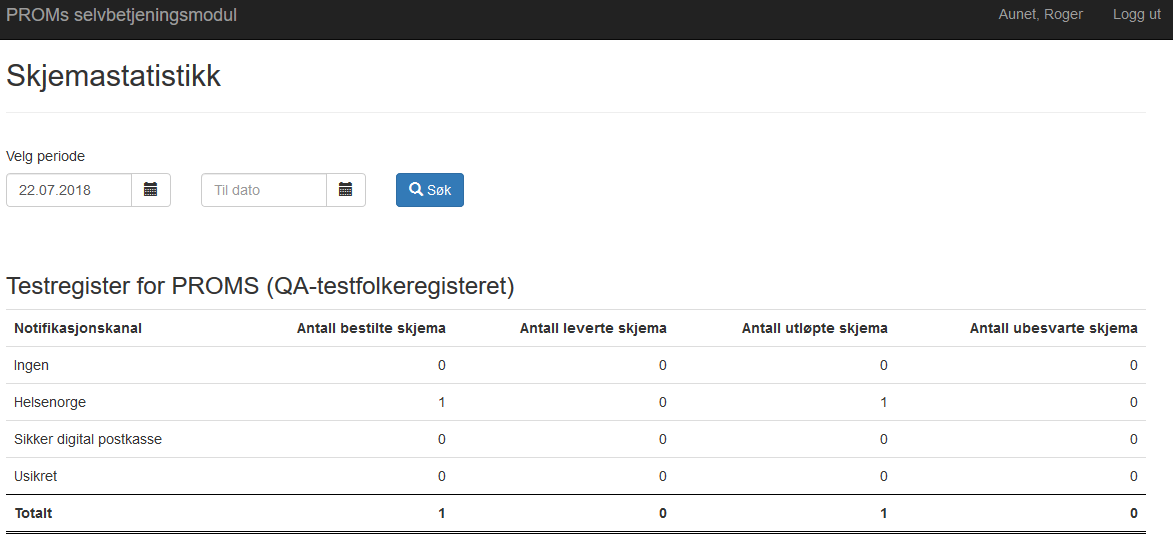 PROMs selvbetjeningsmodul Aunet, Roger Logg ut
Skjemastatistikk
Velg periode
22.07.2018 Til dato Søk
Testregister for PROMS (QA-testfolkeregisteret)
Notifikasjonskanal Antall bestilte skjema Antall leverte skjema Antall utløpte skjema Antall ubesvarte skjema
Ingen 0 0 0 0
Helsenorge 1 0 1 0
Sikker digital postkasse 0 0 0 0
Usikret 0 0 0 0
Totalt 1 0 1 0